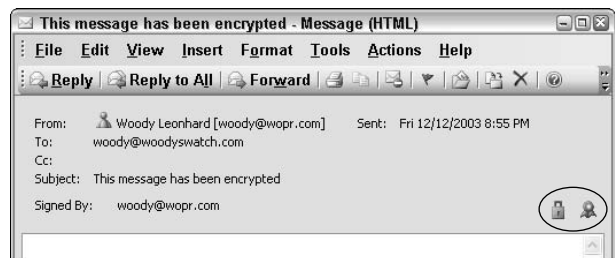 This message has been encrypted - Message (HTML)
File Edit View Insert Format Tools Actions Help
Reply Reply to All Forward
From: Woody Leonhard [woody@wopr.com] Sent: Fri 12/12/2003 8:55 PM
To: woody@woodyswatch.com
Cc:
Subject: This message has been encrypted
Signed By: woody@wopr.com